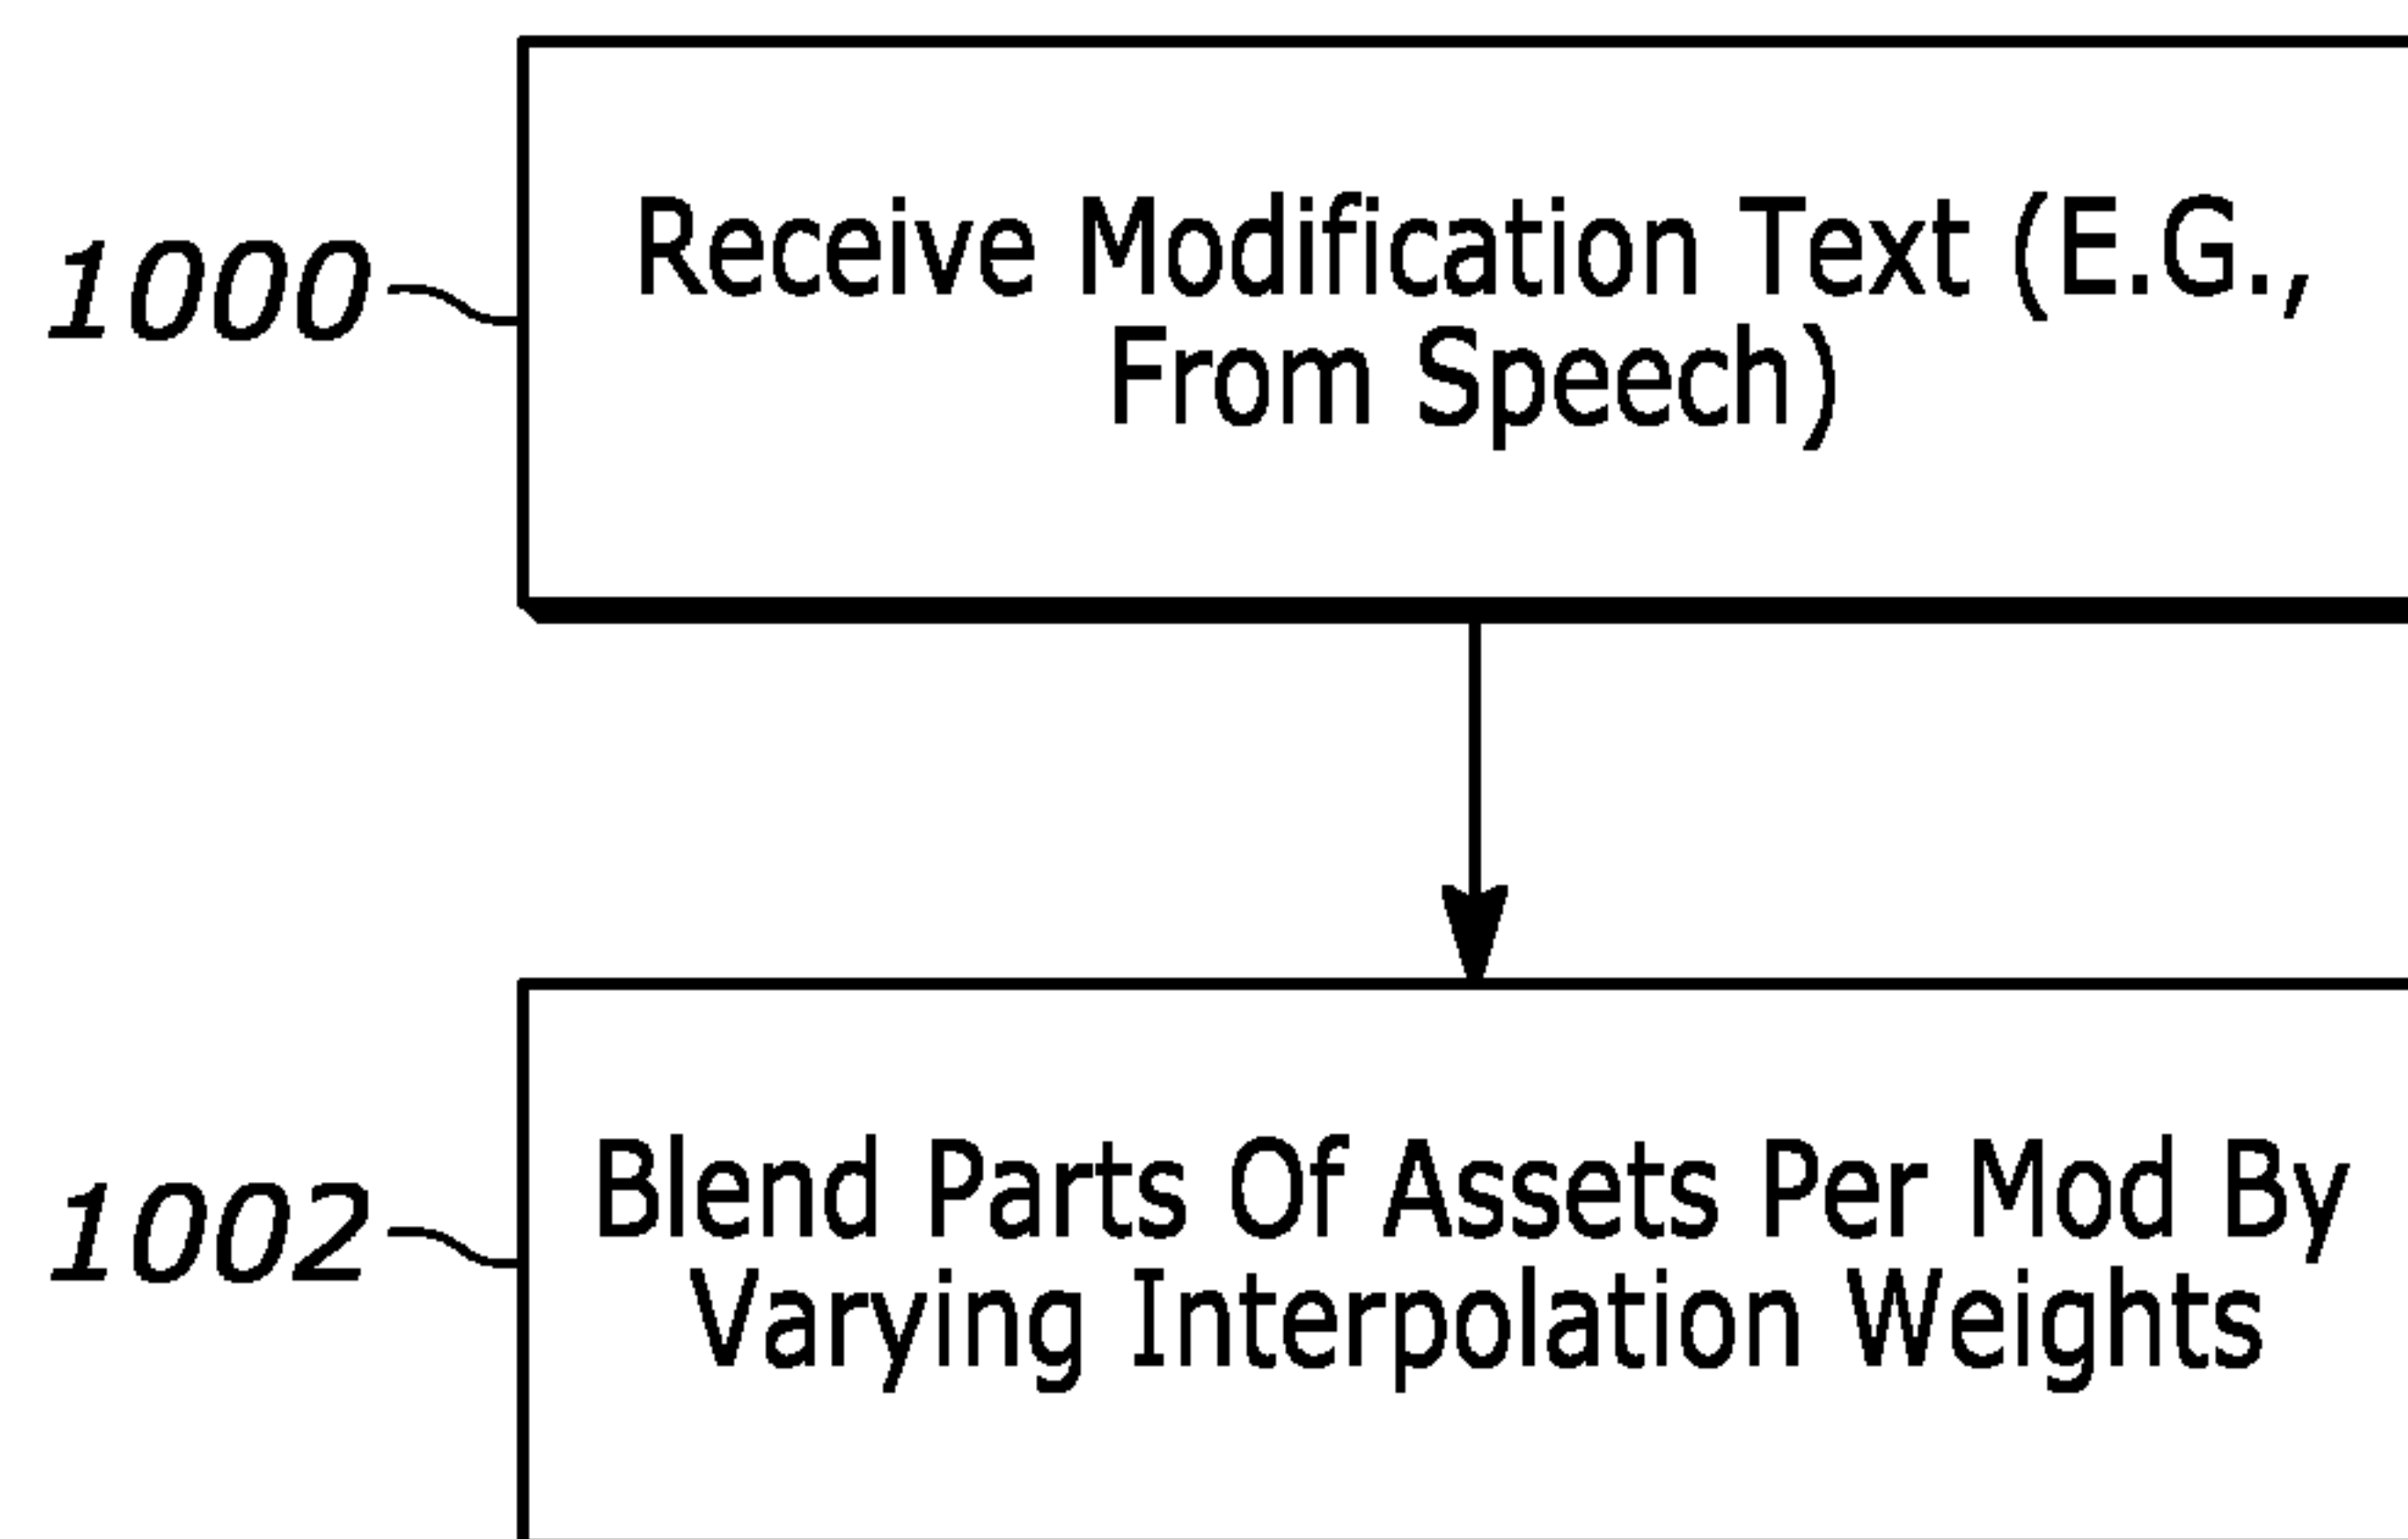 1000
Receive Modification Text (E.G.,
From Speech)
1002
Blend Parts Of Assets Per Mod By
Varying Interpolation Weights